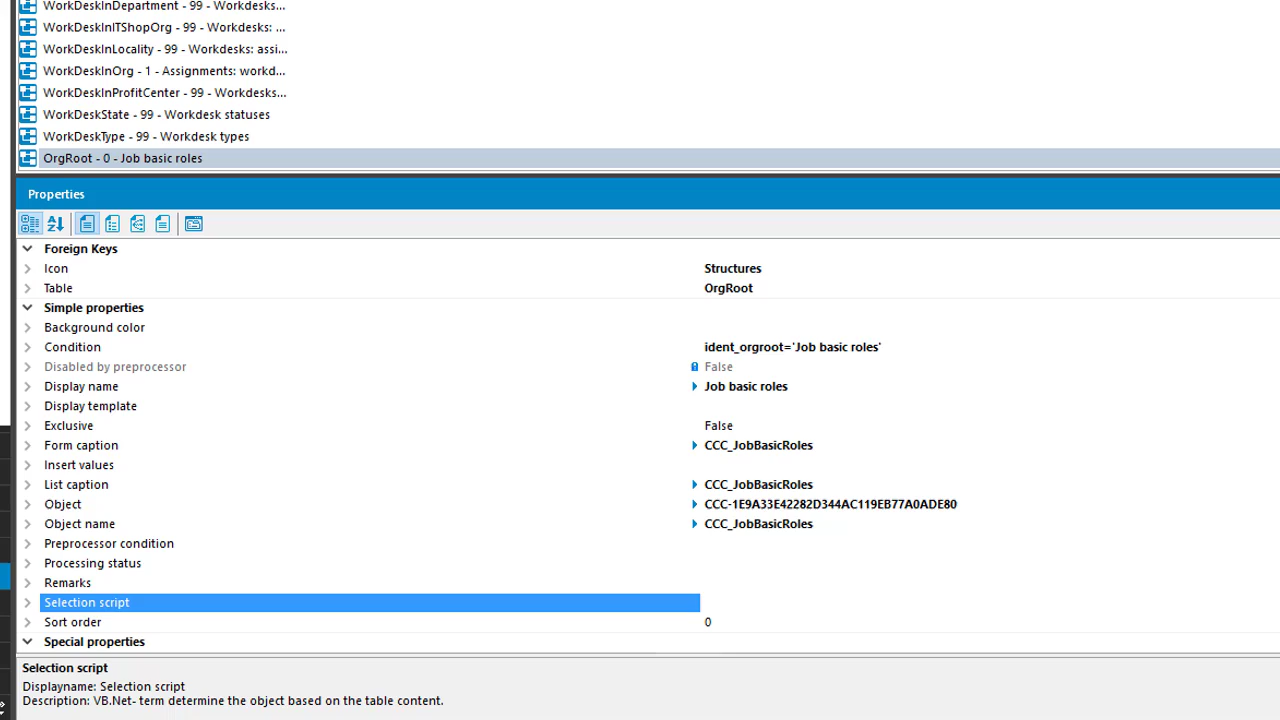 WorkDeskInDepartment - 99 - Workdesks...
WorkDeskInITShopOrg - 99 - Workdesks: ...
WorkDeskInLocality - 99 - Workdesks: assi...
WorkDeskInOrg - 1 - Assignments: workd...
WorkDeskInProfitCenter - 99 - Workdesks...
WorkDeskState - 99 - Workdesk statuses
WorkDeskType - 99 - Workdesk types
OrgRoot - 0 - Job basic roles
Properties
Foreign Keys
Icon Structures
Table OrgRoot
Simple properties
Background color
Condition ident_orgroot='Job basic roles'
Disabled by preprocessor False
Display name Job basic roles
Display template
Exclusive False
Form caption CCC_JobBasicRoles
Insert values
List caption CCC_JobBasicRoles
Object CCC-1E9A33E42282D344AC119EB77A0ADE80
Object name CCC_JobBasicRoles
Preprocessor condition
Processing status
Remarks
Selection script
Sort order 0
Special properties
Selection script
Displayname: Selection script
Description: VB.Net- term determine the object based on the table content.